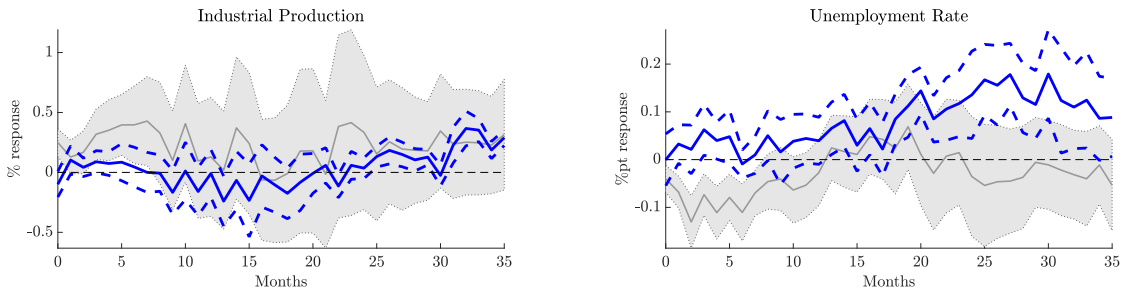 Industrial Production
% response
1
0.5
0
-0.5
0 5 10 15 20 25 30 35
Months
Unemployment Rate
%pt response
0.2
0.1
0
-0.1
0 5 10 15 20 25 30 35
Months